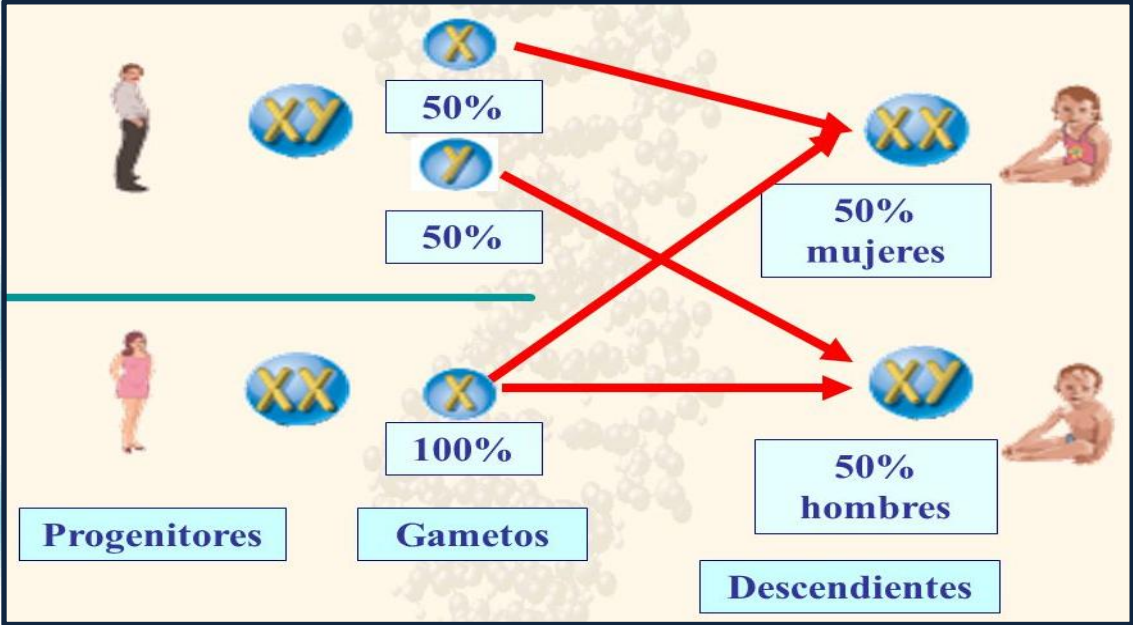 X
50%
XY
XX
Y
50%
50%
mujeres
XX
X
XY
100%
50%
hombres
Progenitores
Gametos
Descendientes